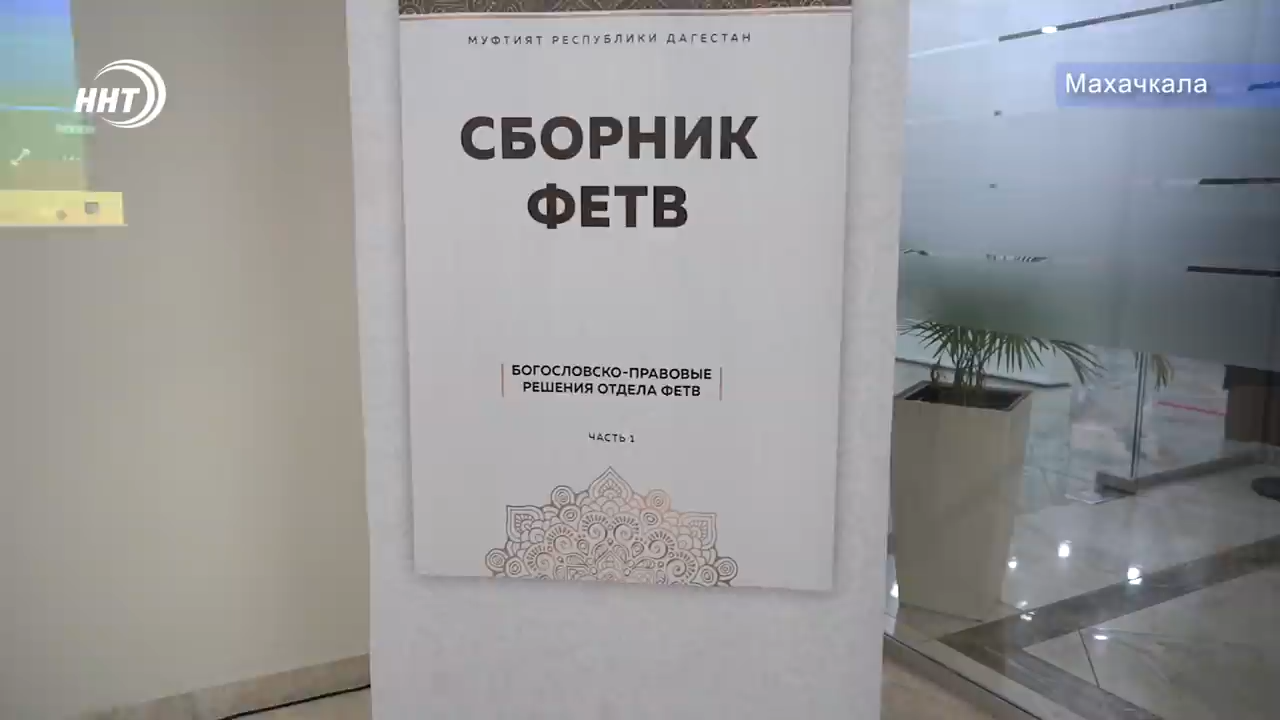 ННТ
Махачкала
МУФТИЯТ РЕСПУБЛИКИ ДАГЕСТАН
СБОРНИК
ФЕТВ
БОГОСЛОВСКО-ПРАВОВЫЕ
РЕШЕНИЯ ОТДЕЛА ФЕТВ
ЧАСТЬ 1